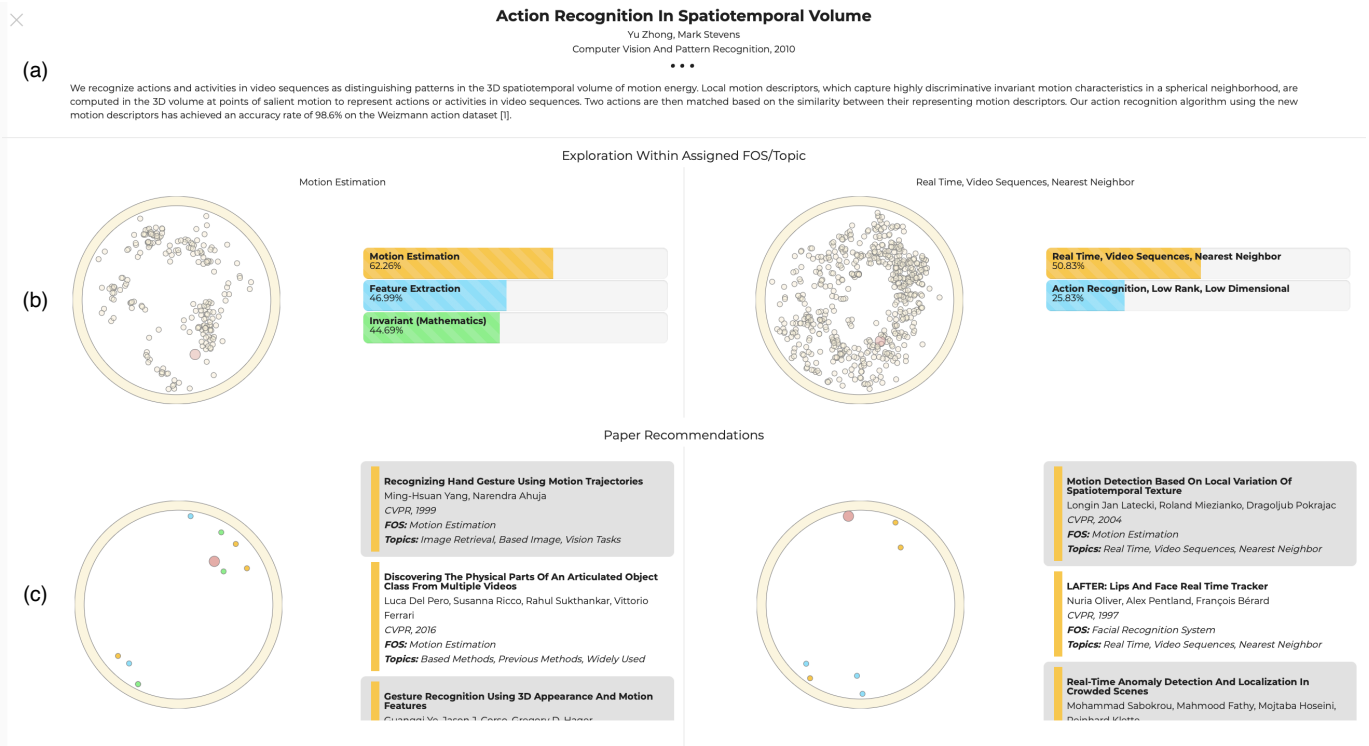 Action Recognition In Spatiotemporal Volume
Yu Zhong, Mark Stevens
Computer Vision And Pattern Recognition, 2010
•••
(a)
We recognize actions and activities in video sequences as distinguishing patterns in the 3D spatiotemporal volume of motion energy. Local motion descriptors, which capture highly discriminative invariant motion characteristics in a spherical neighborhood, are
computed in the 3D volume at points of salient motion to represent actions or activities in video sequences. Two actions are then matched based on the similarity between their representing motion descriptors. Our action recognition algorithm using the new
motion descriptors has achieved an accuracy rate of 98.6% on the Weizmann action dataset [1].
Exploration Within Assigned FOS/Topic
(b)
Motion Estimation
Motion Estimation
62.26%
Feature Extraction
46.99%
Invariant (Mathematics)
44.69%
Real Time, Video Sequences, Nearest Neighbor
Real Time, Video Sequences, Nearest Neighbor
50.83%
Action Recognition, Low Rank, Low Dimensional
25.83%
Paper Recommendations
(c)
Recognizing Hand Gesture Using Motion Trajectories
Ming-Hsuan Yang, Narendra Ahuja
CVPR, 1999
FOS: Motion Estimation
Topics: Image Retrieval, Based Image, Vision Tasks
Discovering The Physical Parts Of An Articulated Object
Class From Multiple Videos
Luca Del Pero, Susanna Ricco, Rahul Sukthankar, Vittorio
Ferrari
CVPR, 2016
FOS: Motion Estimation
Topics: Based Methods, Previous Methods, Widely Used
Gesture Recognition Using 3D Appearance And Motion
Features
Guangqi Ye, Jason J. Corso, Gregory D. Hager
Motion Detection Based On Local Variation Of
Spatiotemporal Texture
Longin Jan Latecki, Roland Miezianko, Dragoljub Pokrajac
CVPR, 2004
FOS: Motion Estimation
Topics: Real Time, Video Sequences, Nearest Neighbor
LAFTER: Lips And Face Real Time Tracker
Nuria Oliver, Alex Pentland, François Bérard
CVPR, 1997
FOS: Facial Recognition System
Topics: Real Time, Video Sequences, Nearest Neighbor
Real-Time Anomaly Detection And Localization In
Crowded Scenes
Mohammad Sabokrou, Mahmood Fathy, Mojtaba Hoseini,
Reinhard Klette